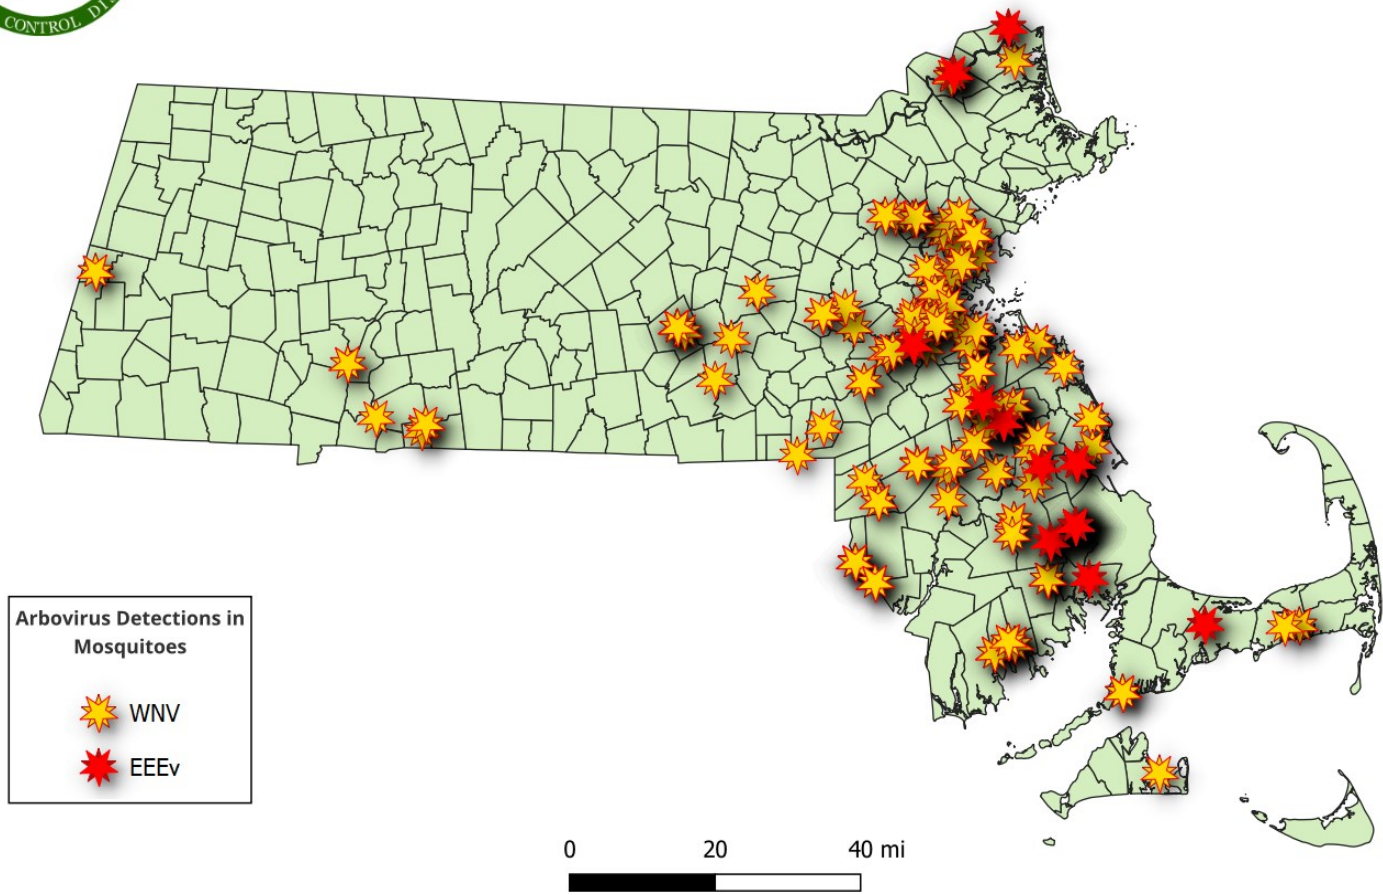 CONTROL
Arbovirus Detections in
Mosquitoes
WNV
EEEv
0 20 40 mi